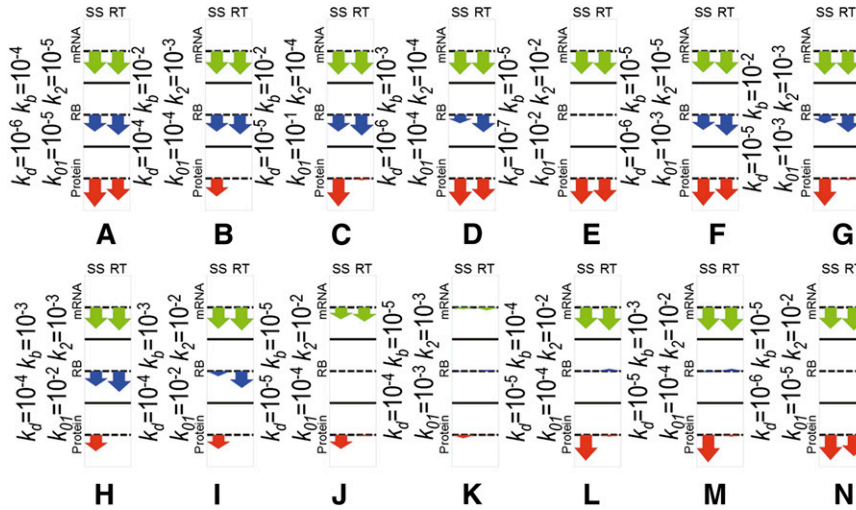 SS RT SS RT SS RT SS RT SS RT SS RT SS RT
k_d=10^-6 k_b=10^-4
k_01=10^-5 k_2=10^-5
Protein RB mRNA
k_d=10^-4 k_b=10^-2
k_01=10^-4 k_2=10^-3
Protein RB mRNA
k_d=10^-5 k_b=10^-2
k_01=10^-1 k_2=10^-4
Protein RB mRNA
k_d=10^-6 k_b=10^-3
k_01=10^-4 k_2=10^-4
Protein RB mRNA
k_d=10^-7 k_b=10^-5
k_01=10^-2 k_2=10^-2
Protein RB mRNA
k_d=10^-6 k_b=10^-5
k_01=10^-3 k_2=10^-5
Protein RB mRNA
k_d=10^-5 k_b=10^-2
k_01=10^-3 k_2=10^-3
Protein RB mRNA
A B C D E F G
SS RT SS RT SS RT SS RT SS RT SS RT SS RT
k_d=10^-4 k_b=10^-3
k_01=10^-2 k_2=10^-3
Protein RB mRNA
k_d=10^-4 k_b=10^-3
k_01=10^-2 k_2=10^-2
Protein RB mRNA
k_d=10^-5 k_b=10^-5
k_01=10^-4 k_2=10^-2
Protein RB mRNA
k_d=10^-4 k_b=10^-5
k_01=10^-3 k_2=10^-3
Protein RB mRNA
k_d=10^-5 k_b=10^-4
k_01=10^-4 k_2=10^-2
Protein RB mRNA
k_d=10^-5 k_b=10^-3
k_01=10^-4 k_2=10^-2
Protein RB mRNA
k_d=10^-6 k_b=10^-4
k_01=10^-5 k_2=10^-2
Protein RB mRNA
H I J K L M N